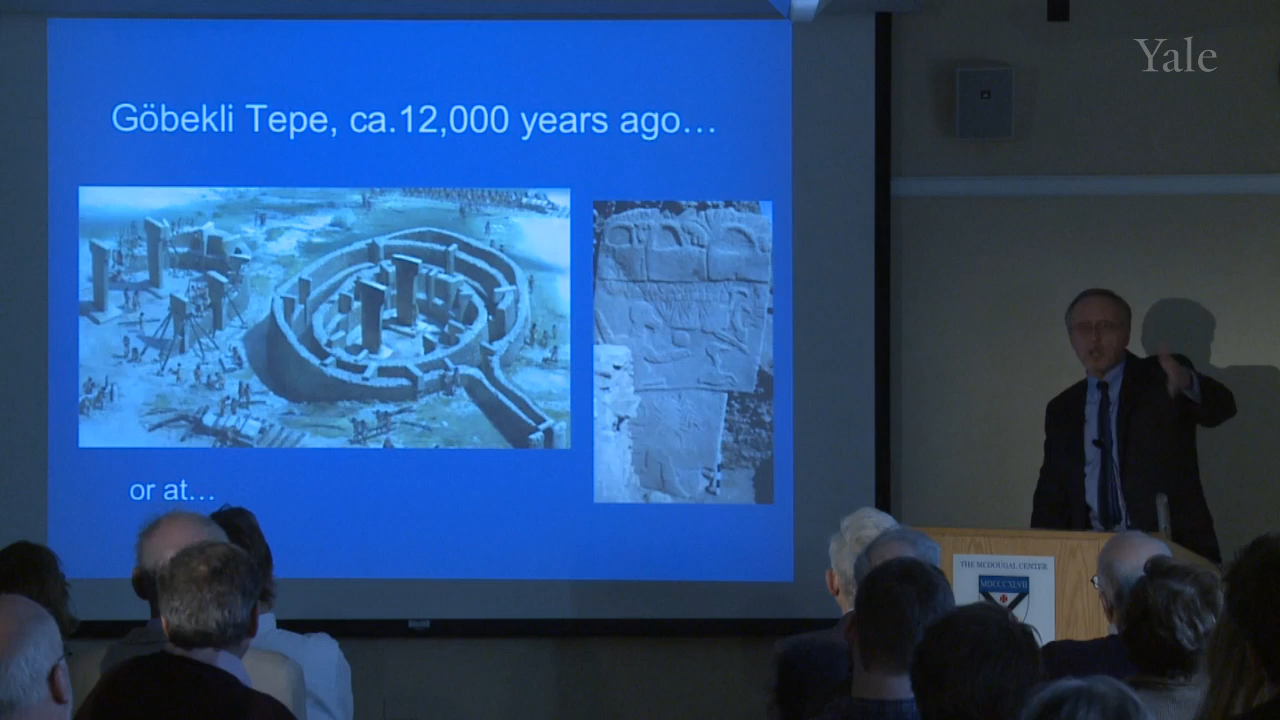 Yale
Göbekli Tepe, ca.12,000 years ago…
or at…
THE MCDOUGAL CENTER
MDCCCXLVII